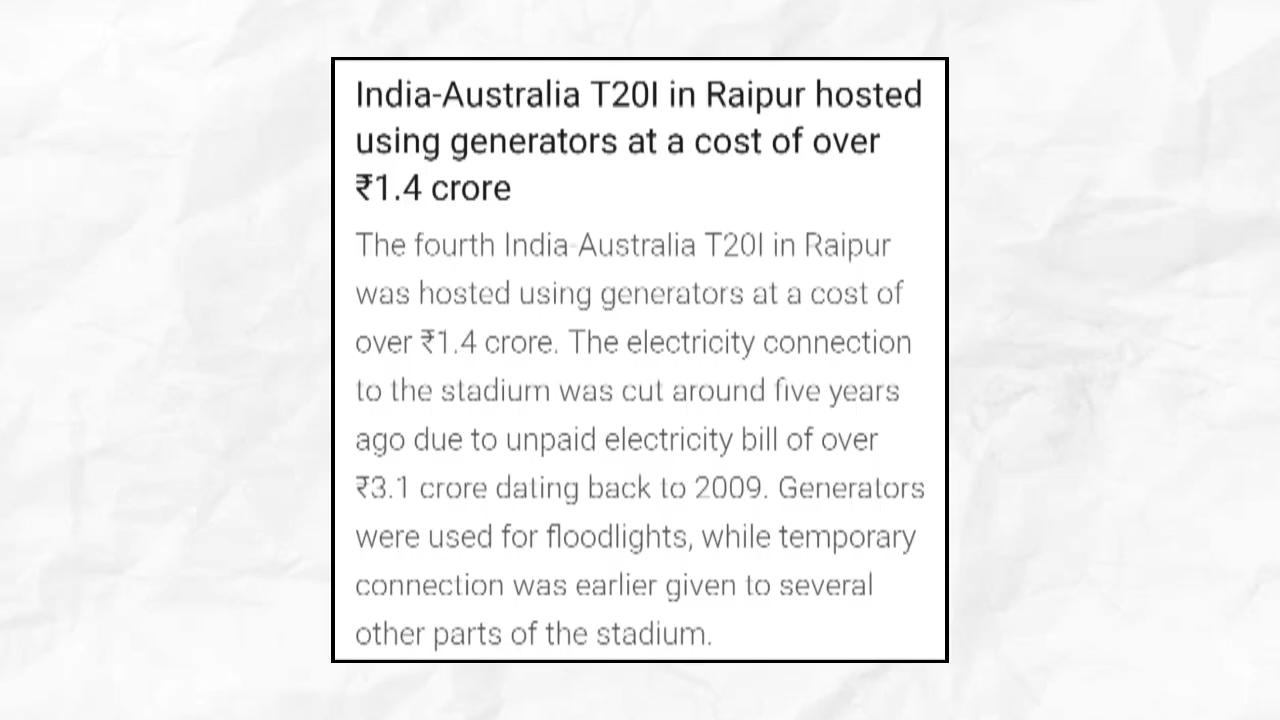 India-Australia T20I in Raipur hosted
using generators at a cost of over
₹1.4 crore
The fourth India-Australia T20I in Raipur
was hosted using generators at a cost of
over ₹1.4 crore. The electricity connection
to the stadium was cut around five years
ago due to unpaid electricity bill of over
₹3.1 crore dating back to 2009. Generators
were used for floodlights, while temporary
connection was earlier given to several
other parts of the stadium.